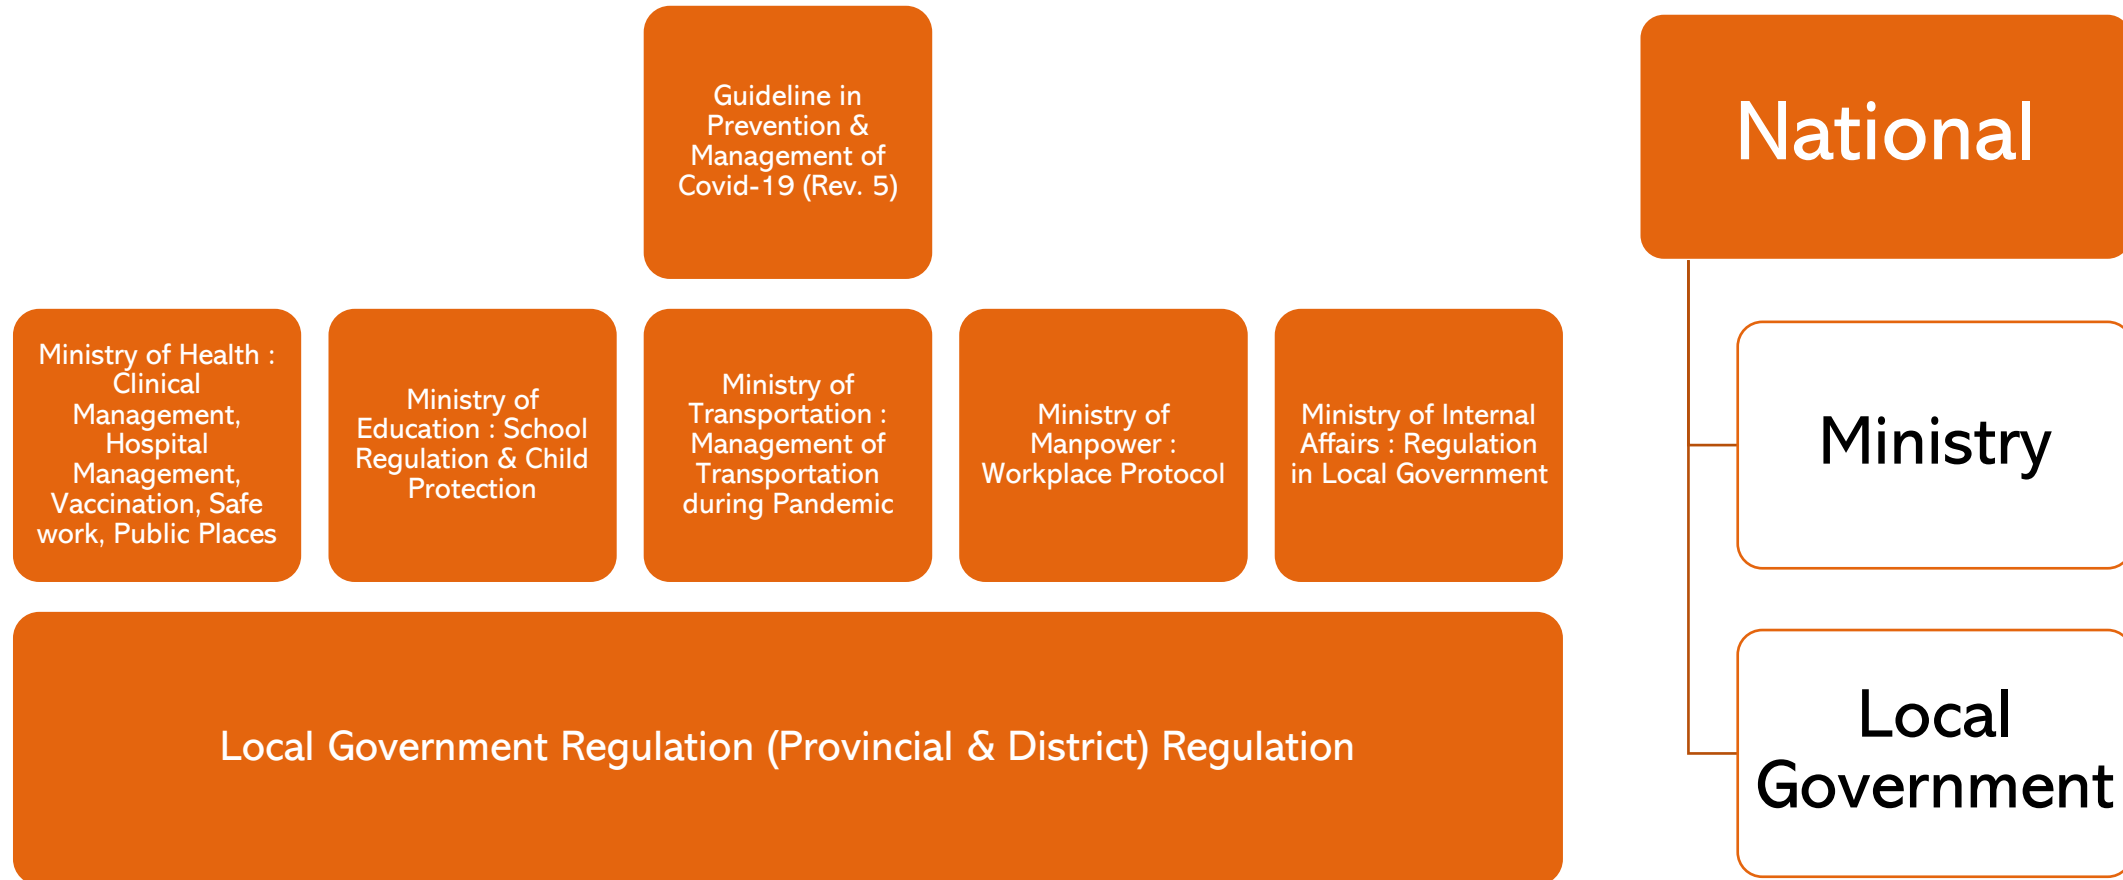 Guideline in
Prevention &
Management of
Covid-19 (Rev. 5)
Ministry of Health :
Clinical
Management,
Hospital
Management,
Vaccination, Safe
work, Public Places
Ministry of
Education : School
Regulation & Child
Protection
Ministry of
Transportation :
Management of
Transportation
during Pandemic
Ministry of
Manpower :
Workplace Protocol
Ministry of Internal
Affairs : Regulation
in Local Government
Local Government Regulation (Provincial & District) Regulation
National
Ministry
Local
Government